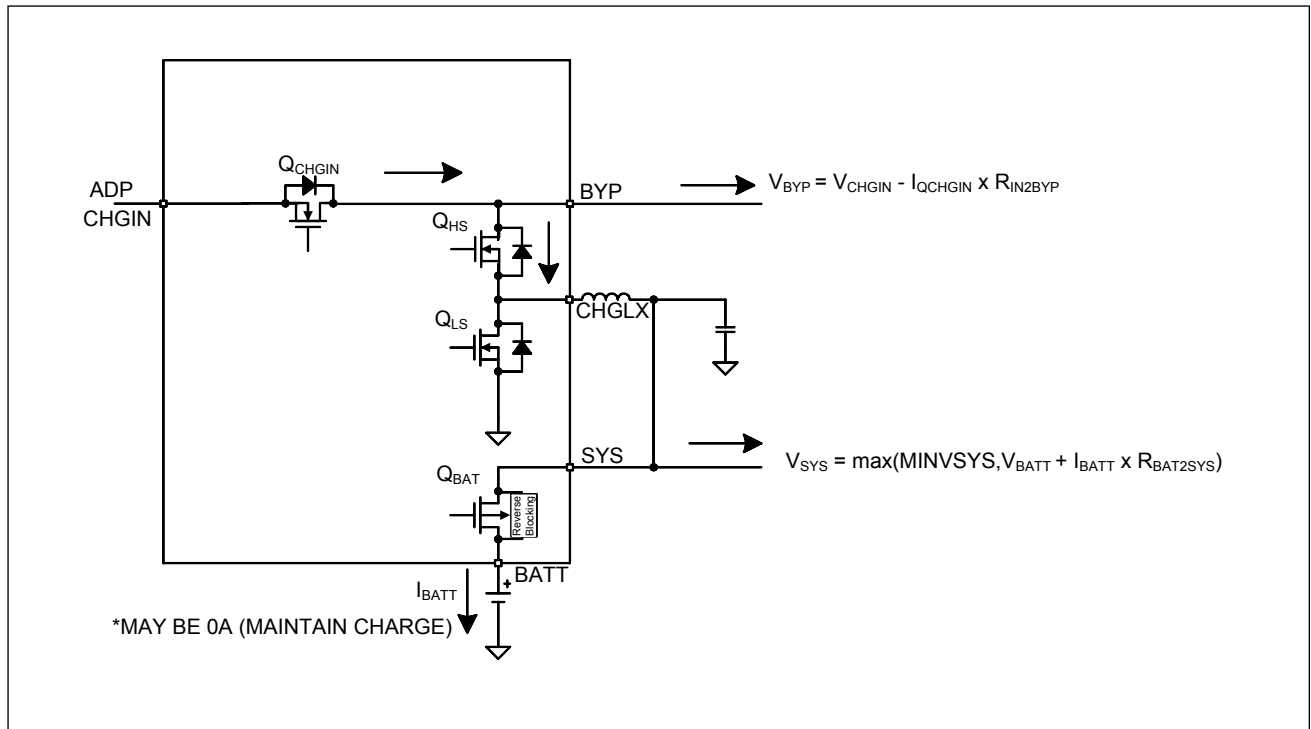 ADP
CHGIN
QCHGIN
BYP
VBYP = VCHGIN - IQCHGIN x RIN2BYP
QHS
CHGLX
QLS
SYS
VSYS = max(MINVSYS,VBATT + IBATT x RBAT2SYS)
QBAT
Reverse
Blocking
BATT
IBATT
+
*MAY BE 0A (MAINTAIN CHARGE)